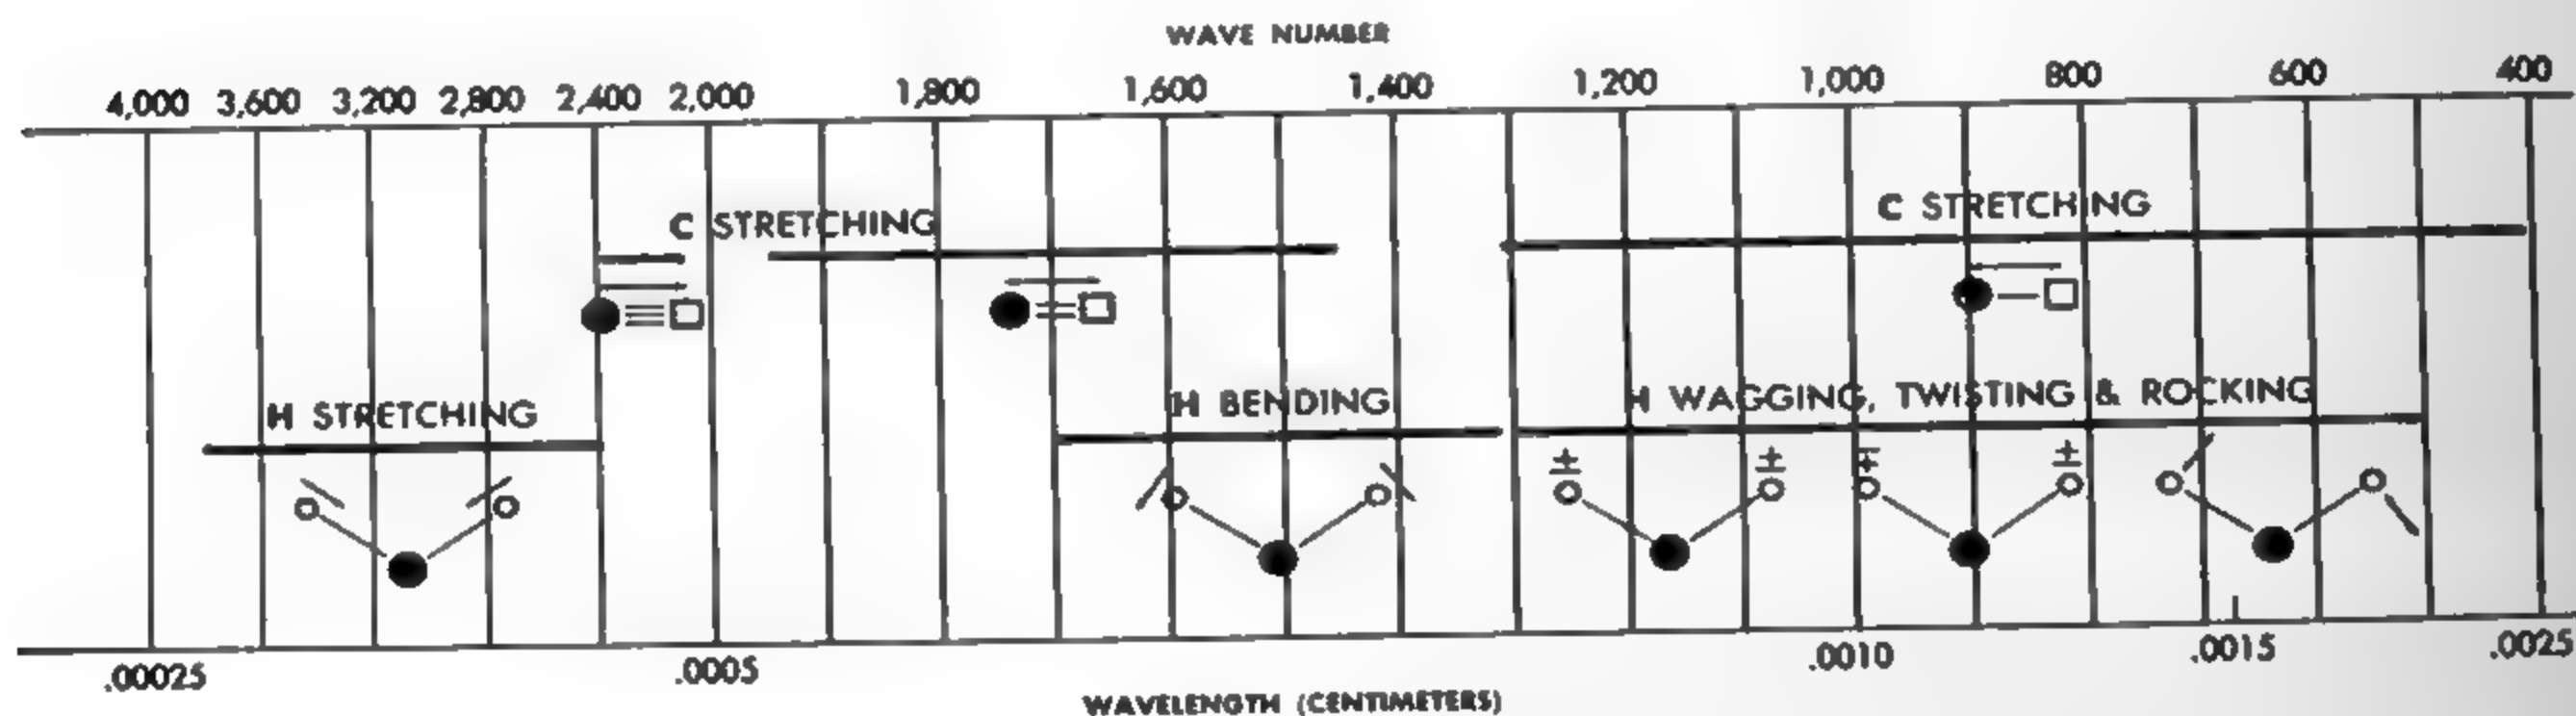 WAVE NUMBER
4,000 3,600 3,200 2,800 2,400 2,000 1,800 1,600 1,400 1,200 1,000 800 600 400
C STRETCHING C STRETCHING
H STRETCHING H BENDING H WAGGING, TWISTING & ROCKING
± ± ∓ ±
.00025 .0005 .0010 .0015 .0025
WAVELENGTH (CENTIMETERS)